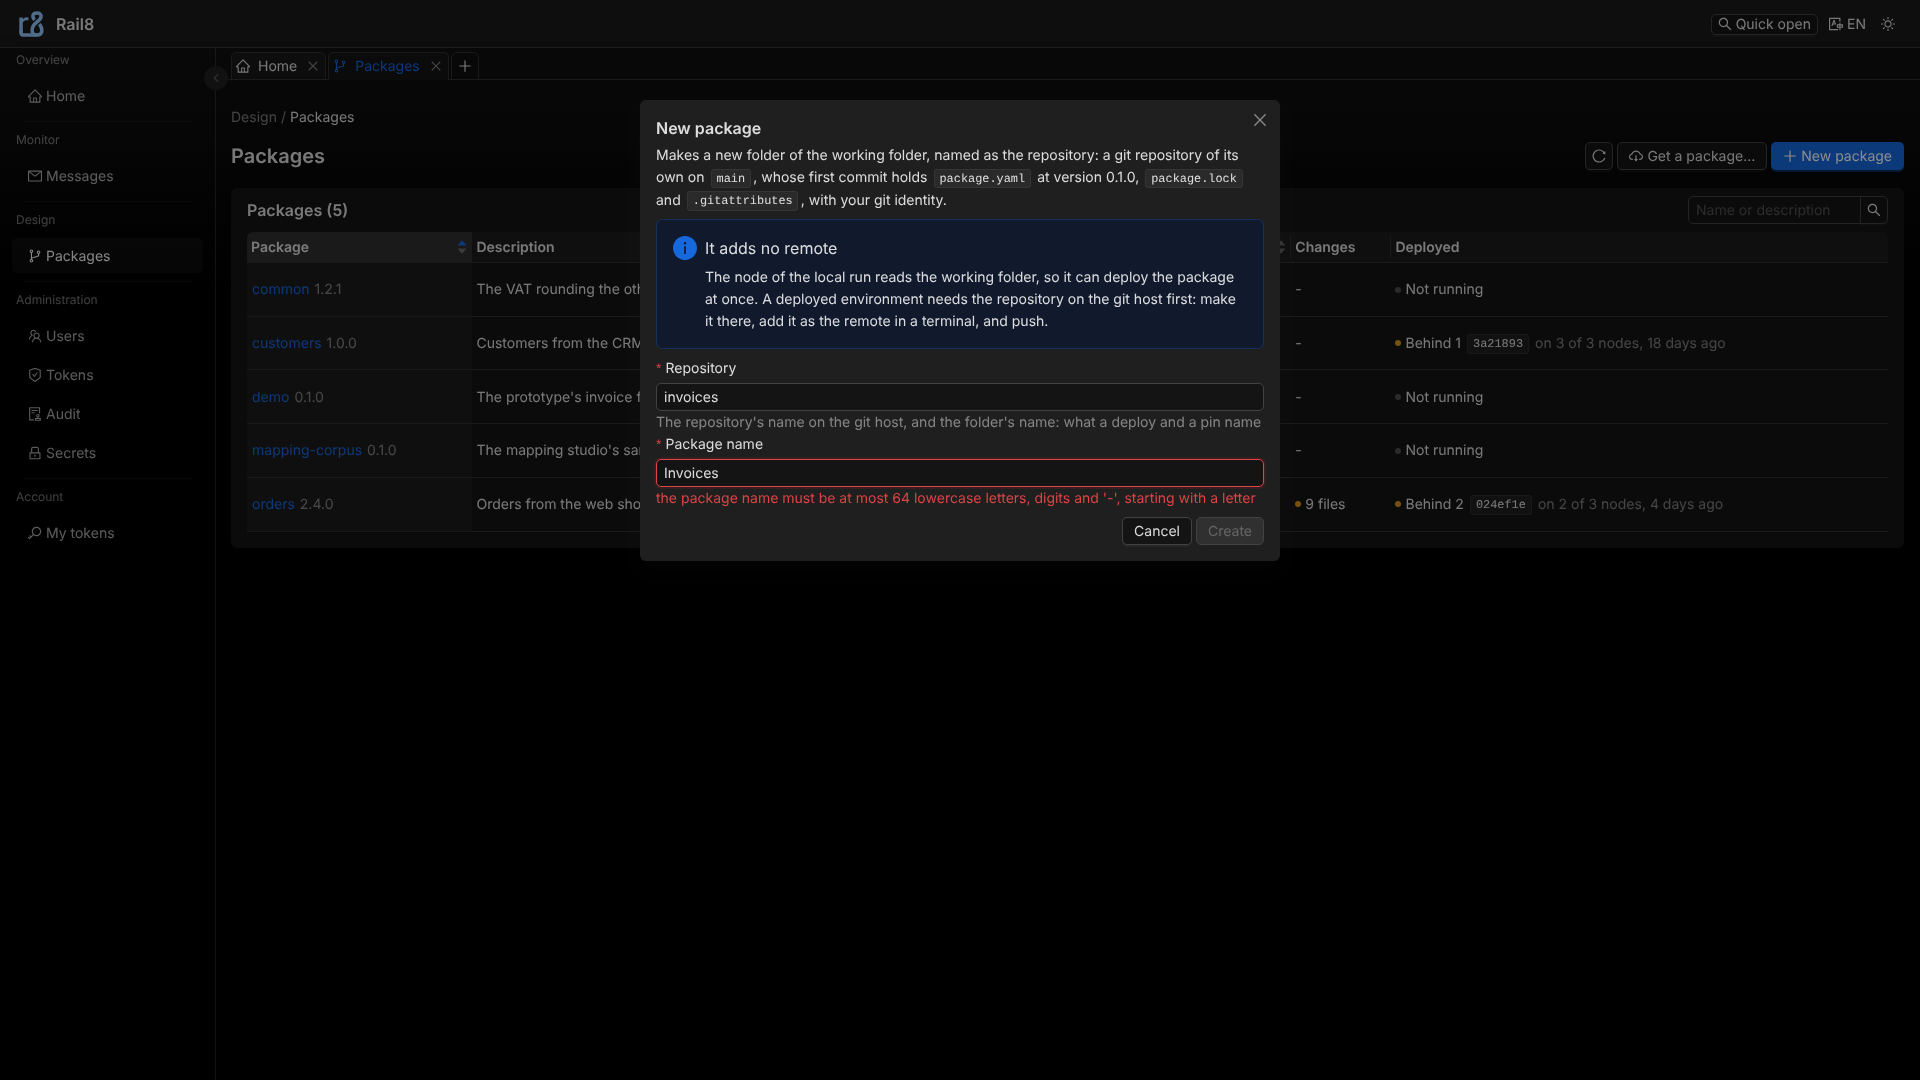 Rail8
Quick open
EN
Overview
Home
Monitor
Messages
Design
Packages
Administration
Users
Tokens
Audit
Secrets
Account
My tokens
Home
Packages
Design / Packages
Packages
Get a package...
New package
Packages (5)
Name or description
Package Description Changes Deployed
common 1.2.1 The VAT rounding the oth - Not running
customers 1.0.0 Customers from the CRM - Behind 1 3a21893 on 3 of 3 nodes, 18 days ago
demo 0.1.0 The prototype's invoice f - Not running
mapping-corpus 0.1.0 The mapping studio's sa - Not running
orders 2.4.0 Orders from the web sho 9 files Behind 2 024ef1e on 2 of 3 nodes, 4 days ago
New package
Makes a new folder of the working folder, named as the repository: a git repository of its
own on main, whose first commit holds package.yaml at version 0.1.0, package.lock
and .gitattributes, with your git identity.
It adds no remote
The node of the local run reads the working folder, so it can deploy the package
at once. A deployed environment needs the repository on the git host first: make
it there, add it as the remote in a terminal, and push.
* Repository
invoices
The repository's name on the git host, and the folder's name: what a deploy and a pin name
* Package name
Invoices
the package name must be at most 64 lowercase letters, digits and '-', starting with a letter
Cancel
Create